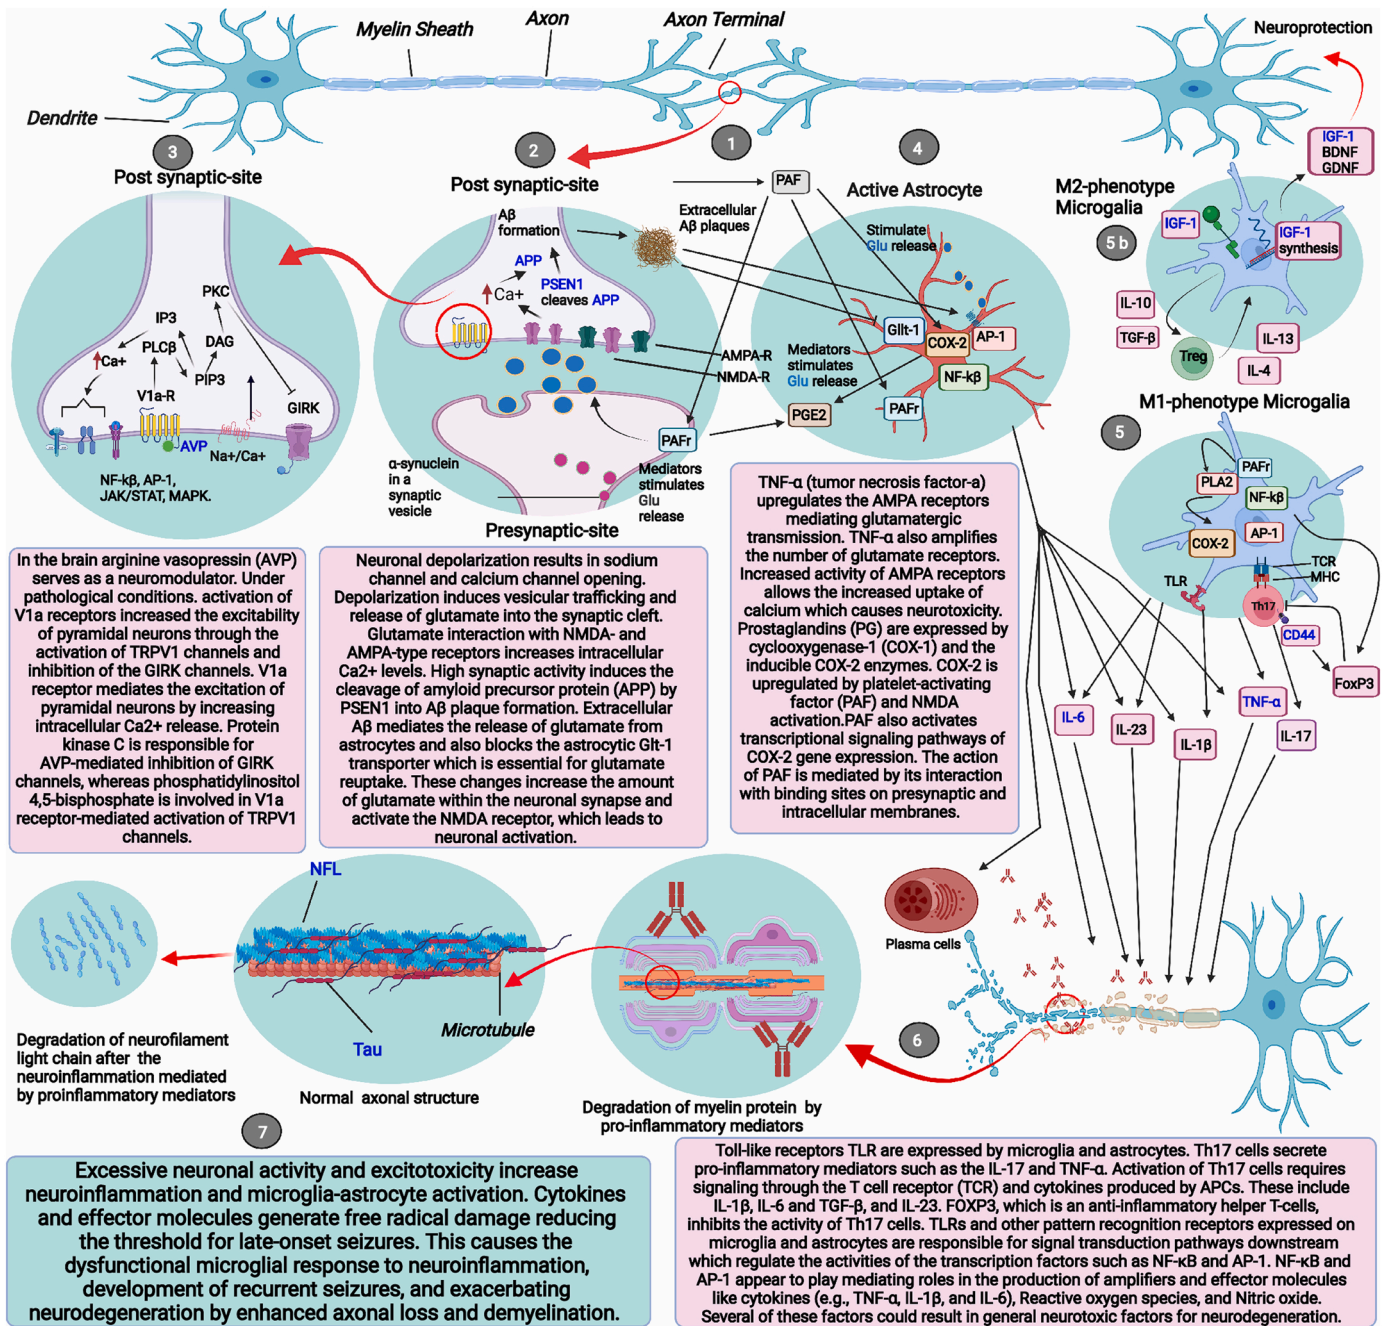 Myelin Sheath
Axon
Axon Terminal
Neuroprotection
Dendrite
1
IGF-1
BDNF
GDNF
3
Post synaptic-site
PKC
IP3
Ca+
PLCβ
DAG
PIP3
V1a-R
GIRK
AVP
Na+/Ca+
NF-kβ, AP-1,
JAK/STAT, MAPK.
2
Post synaptic-site
Aβ
formation
APP
PSEN1
cleaves APP
Ca+
AMPA-R
NMDA-R
PAFr
α-synuclein
in a
synaptic
vesicle
Mediators
stimulates
Glu
release
Presynaptic-site
PAF
Extracellular
Aβ plaques
4
Active Astrocyte
Stimulate
Glu release
Gllt-1
COX-2
AP-1
Mediators
stimulates
Glu release
NF-kβ
PGE2
PAFr
M2-phenotype
Microgalia
5 b
IGF-1
IGF-1
synthesis
IL-10
TGF-β
Treg
IL-13
IL-4
M1-phenotype Microgalia
5
PAFr
PLA2
NF-kβ
AP-1
COX-2
TCR
MHC
TLR
Th17
CD44
FoxP3
IL-6
IL-23
IL-1β
TNF-α
IL-17
In the brain arginine vasopressin (AVP)
serves as a neuromodulator. Under
pathological conditions. activation of
V1a receptors increased the excitability
of pyramidal neurons through the
activation of TRPV1 channels and
inhibition of the GIRK channels. V1a
receptor mediates the excitation of
pyramidal neurons by increasing
intracellular Ca2+ release. Protein
kinase C is responsible for
AVP-mediated inhibition of GIRK
channels, whereas phosphatidylinositol
4,5-bisphosphate is involved in V1a
receptor-mediated activation of TRPV1
channels.
Neuronal depolarization results in sodium
channel and calcium channel opening.
Depolarization induces vesicular trafficking and
release of glutamate into the synaptic cleft.
Glutamate interaction with NMDA- and
AMPA-type receptors increases intracellular
Ca2+ levels. High synaptic activity induces the
cleavage of amyloid precursor protein (APP) by
PSEN1 into Aβ plaque formation. Extracellular
Aβ mediates the release of glutamate from
astrocytes and also blocks the astrocytic Glt-1
transporter which is essential for glutamate
reuptake. These changes increase the amount
of glutamate within the neuronal synapse and
activate the NMDA receptor, which leads to
neuronal activation.
TNF-α (tumor necrosis factor-a)
upregulates the AMPA receptors
mediating glutamatergic
transmission. TNF-α also amplifies
the number of glutamate receptors.
Increased activity of AMPA receptors
allows the increased uptake of
calcium which causes neurotoxicity.
Prostaglandins (PG) are expressed by
cyclooxygenase-1 (COX-1) and the
inducible COX-2 enzymes. COX-2 is
upregulated by platelet-activating
factor (PAF) and NMDA
activation.PAF also activates
transcriptional signaling pathways of
COX-2 gene expression. The action
of PAF is mediated by its interaction
with binding sites on presynaptic and
intracellular membranes.
Plasma cells
6
NFL
Tau
Microtubule
Normal axonal structure
Degradation of neurofilament
light chain after the
neuroinflammation mediated
by proinflammatory mediators
Degradation of myelin protein by
pro-inflammatory mediators
7
Excessive neuronal activity and excitotoxicity increase
neuroinflammation and microglia-astrocyte activation. Cytokines
and effector molecules generate free radical damage reducing
the threshold for late-onset seizures. This causes the
dysfunctional microglial response to neuroinflammation,
development of recurrent seizures, and exacerbating
neurodegeneration by enhanced axonal loss and demyelination.
Toll-like receptors TLR are expressed by microglia and astrocytes. Th17 cells secrete
pro-inflammatory mediators such as the IL-17 and TNF-α. Activation of Th17 cells requires
signaling through the T cell receptor (TCR) and cytokines produced by APCs. These include
IL-1β, IL-6 and TGF-β, and IL-23. FOXP3, which is an anti-inflammatory helper T-cells,
inhibits the activity of Th17 cells. TLRs and other pattern recognition receptors expressed on
microglia and astrocytes are responsible for signal transduction pathways downstream
which regulate the activities of the transcription factors such as NF-κB and AP-1. NF-κB and
AP-1 appear to play mediating roles in the production of amplifiers and effector molecules
like cytokines (e.g., TNF-α, IL-1β, and IL-6), Reactive oxygen species, and Nitric oxide.
Several of these factors could result in general neurotoxic factors for neurodegeneration.